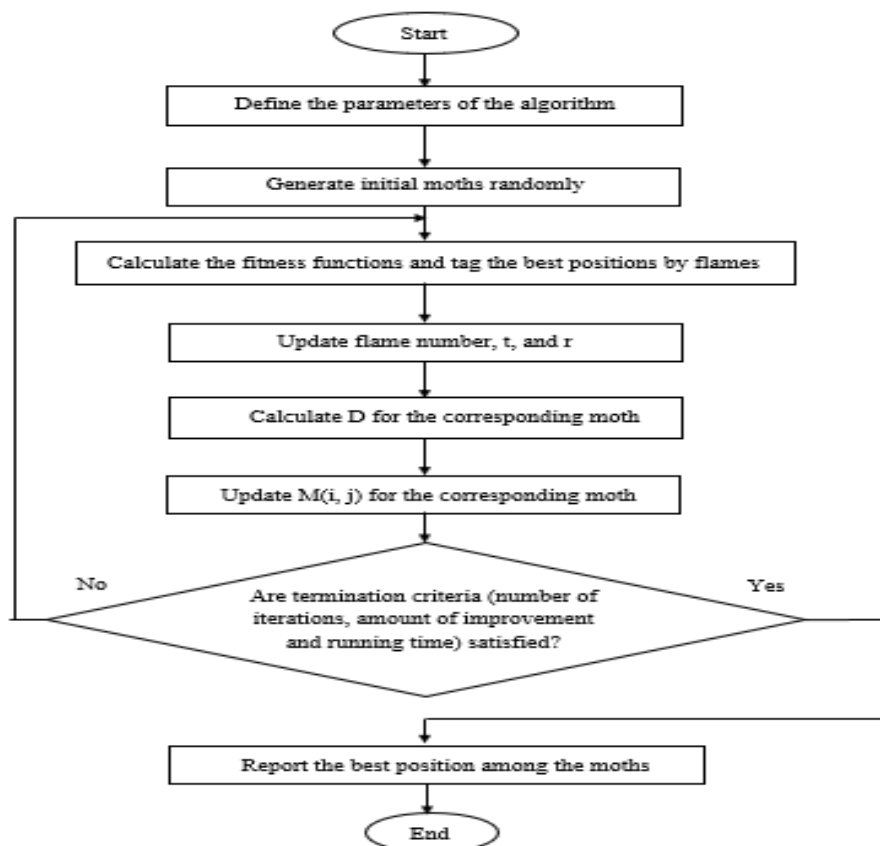 Start
Define the parameters of the algorithm
Generate initial moths randomly
Calculate the fitness functions and tag the best positions by flames
Update flame number, t, and r
Calculate D for the corresponding moth
Update M(i, j) for the corresponding moth
No
Yes
Are termination criteria (number of
iterations, amount of improvement
and running time) satisfied?
Report the best position among the moths
End